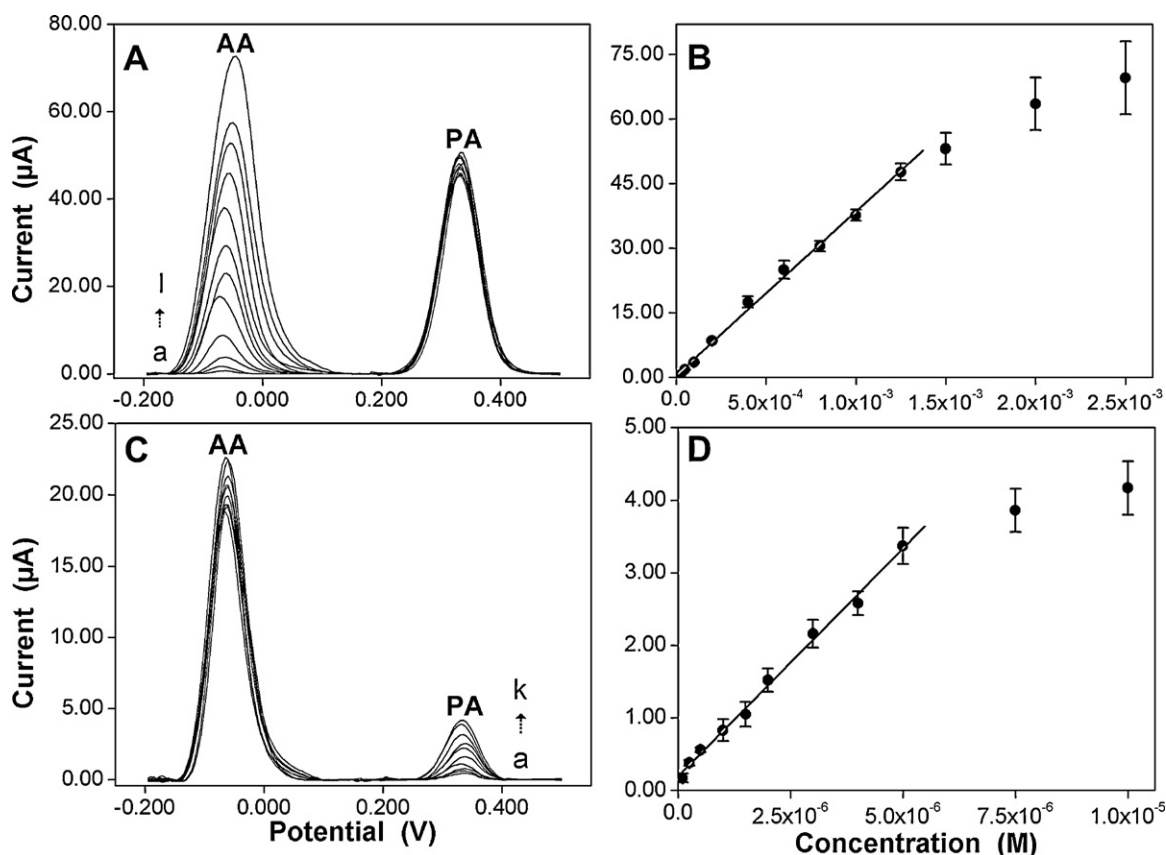 A
AA
PA
l
a
80.00
60.00
40.00
20.00
0.00
-0.200
0.000
0.200
0.400
Current (µA)
B
75.00
60.00
45.00
30.00
15.00
0.00
0.0
5.0x10⁻⁴
1.0x10⁻³
1.5x10⁻³
2.0x10⁻³
2.5x10⁻³
C
AA
PA
k
a
25.00
20.00
15.00
10.00
5.00
0.00
-0.200
0.000
0.200
0.400
Current (µA)
Potential (V)
D
5.00
4.00
3.00
2.00
1.00
0.00
0.0
2.5x10⁻⁶
5.0x10⁻⁶
7.5x10⁻⁶
1.0x10⁻⁵
Concentration (M)